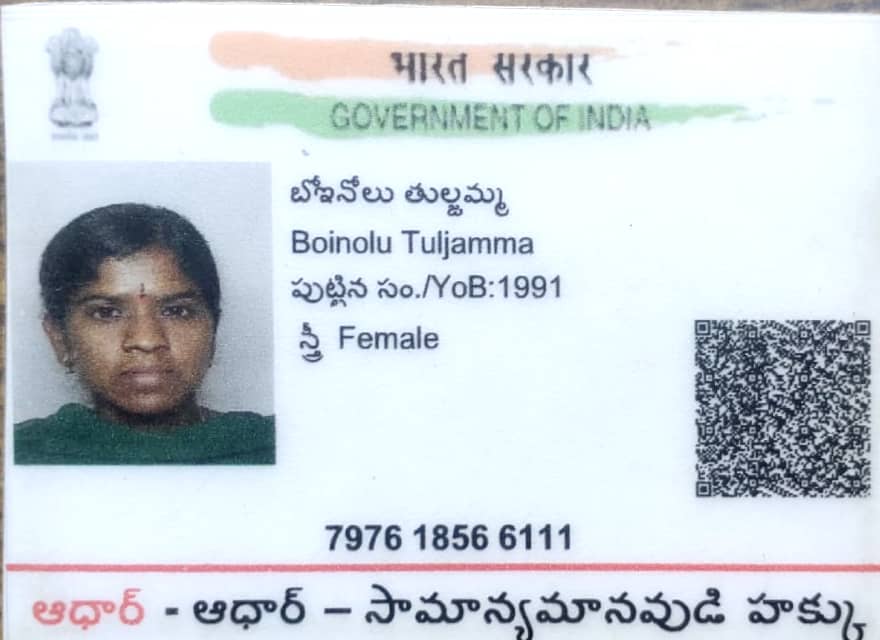 भारत सरकार
GOVERNMENT OF INDIA
బోఇనోలు తుల్జమ్మ
Boinolu Tuljamma
పుట్టిన సం./YoB:1991
స్త్రీ Female
7976 1856 6111
ఆధార్ - ఆధార్ – సామాన్యమానవుడి హక్కు